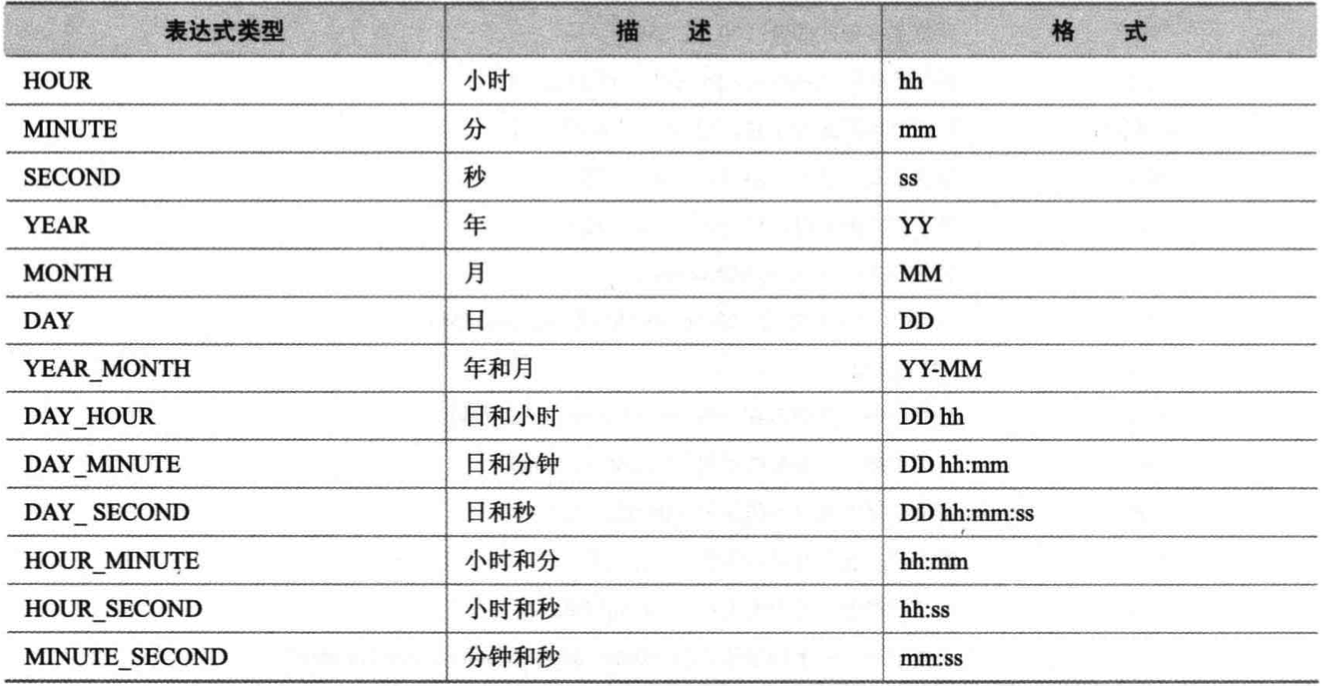 表达式类型 描 述 格 式
HOUR 小时 hh
MINUTE 分 mm
SECOND 秒 ss
YEAR 年 YY
MONTH 月 MM
DAY 日 DD
YEAR_MONTH 年和月 YY-MM
DAY_HOUR 日和小时 DD hh
DAY_MINUTE 日和分钟 DD hh:mm
DAY_ SECOND 日和秒 DD hh:mm:ss
HOUR_MINUTE 小时和分 hh:mm
HOUR_SECOND 小时和秒 hh:ss
MINUTE_SECOND 分钟和秒 mm:ss